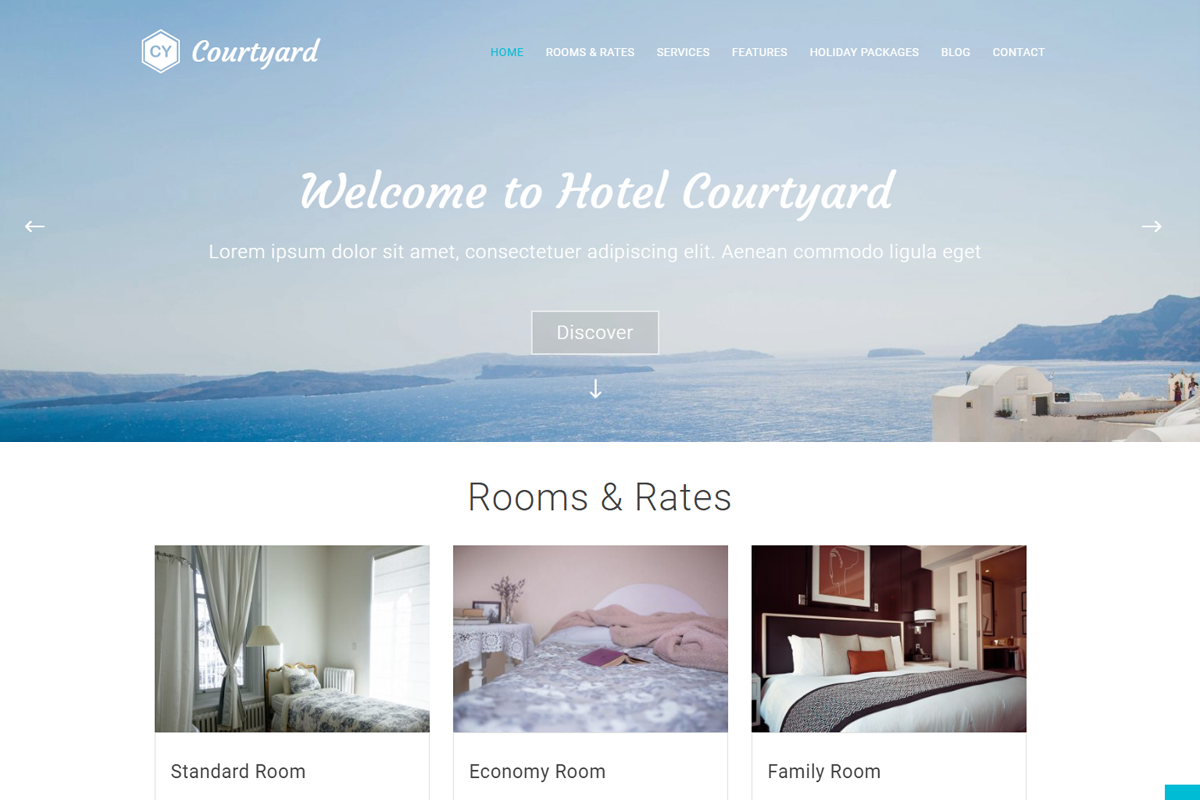 CY Courtyard
HOME ROOMS & RATES SERVICES FEATURES HOLIDAY PACKAGES BLOG CONTACT
Welcome to Hotel Courtyard
Lorem ipsum dolor sit amet, consectetuer adipiscing elit. Aenean commodo ligula eget
Discover
Rooms & Rates
Standard Room
Economy Room
Family Room